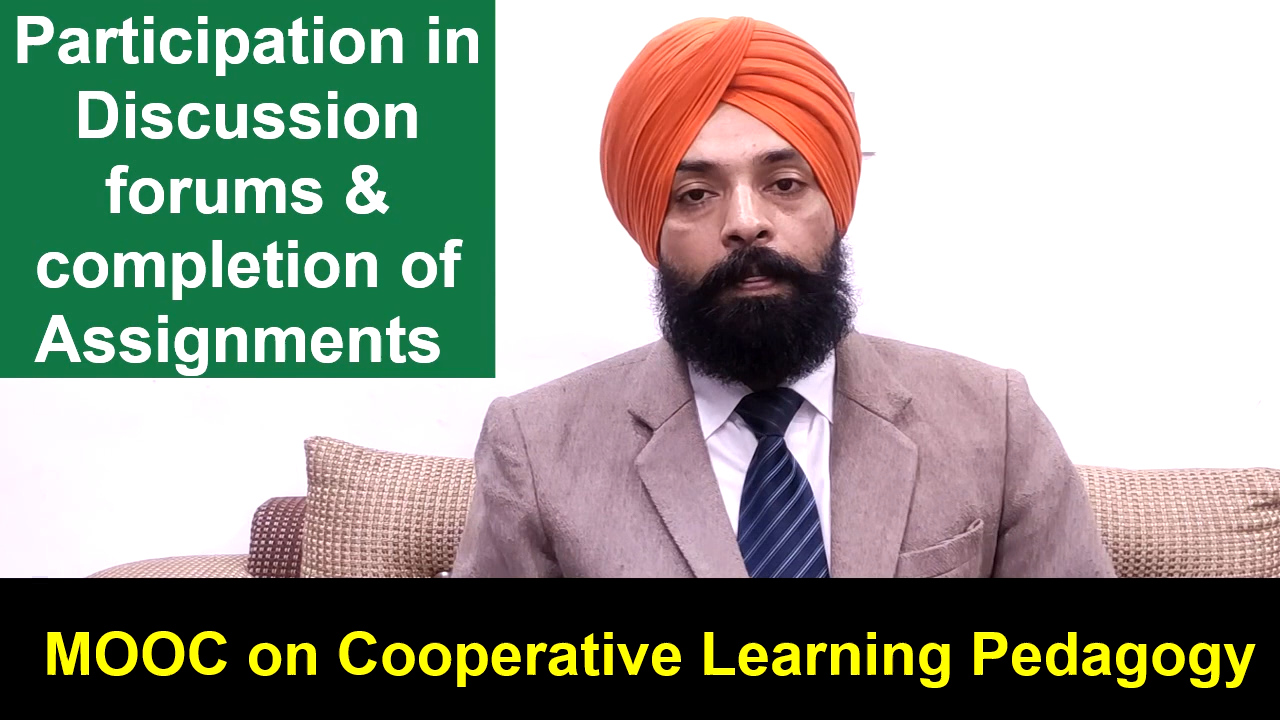 Participation in
Discussion
forums &
completion of
Assignments
MOOC on Cooperative Learning Pedagogy